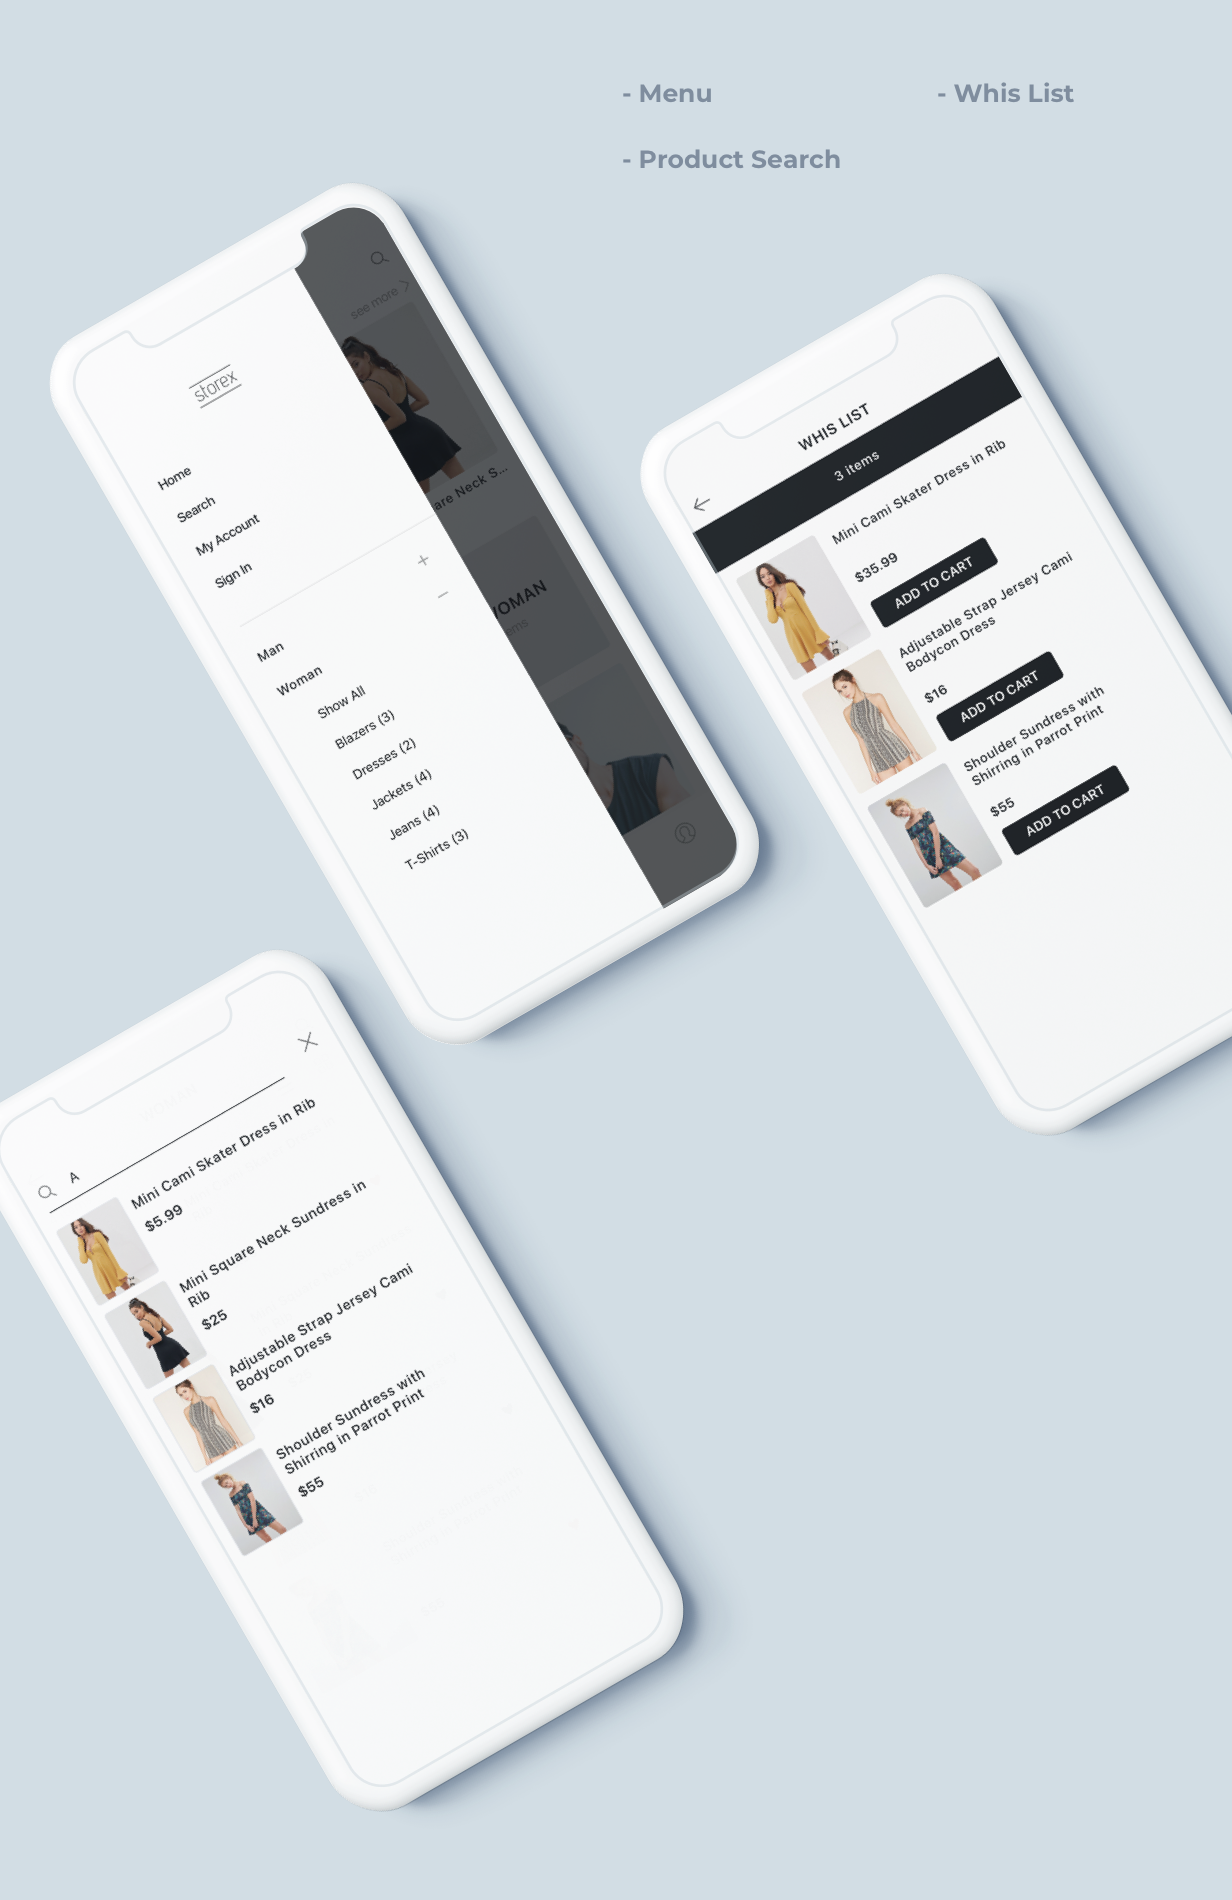 - Menu
- Whis List
- Product Search
storex
Home
Search
My Account
Sign In
+
−
Man
Woman
Show All
Blazers (3)
Dresses (2)
Jackets (4)
Jeans (4)
T-Shirts (3)
see more
are Neck S...
WOMAN
ems
WHIS LIST
3 items
Mini Cami Skater Dress in Rib
$35.99
ADD TO CART
Adjustable Strap Jersey Cami
Bodycon Dress
$16
ADD TO CART
Shoulder Sundress with
Shirring in Parrot Print
$55
ADD TO CART
A
Mini Cami Skater Dress in Rib
$5.99
Mini Square Neck Sundress in
Rib
$25
Adjustable Strap Jersey Cami
Bodycon Dress
$16
Shoulder Sundress with
Shirring in Parrot Print
$55